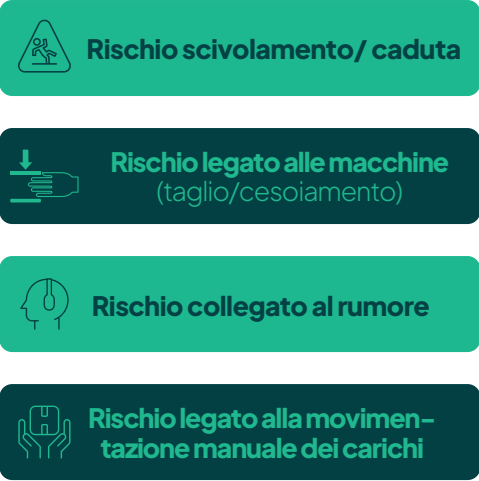 Rischio scivolamento/ caduta
Rischio legato alle macchine
(taglio/cesoiamento)
Rischio collegato al rumore
Rischio legato alla movimen-
tazione manuale dei carichi